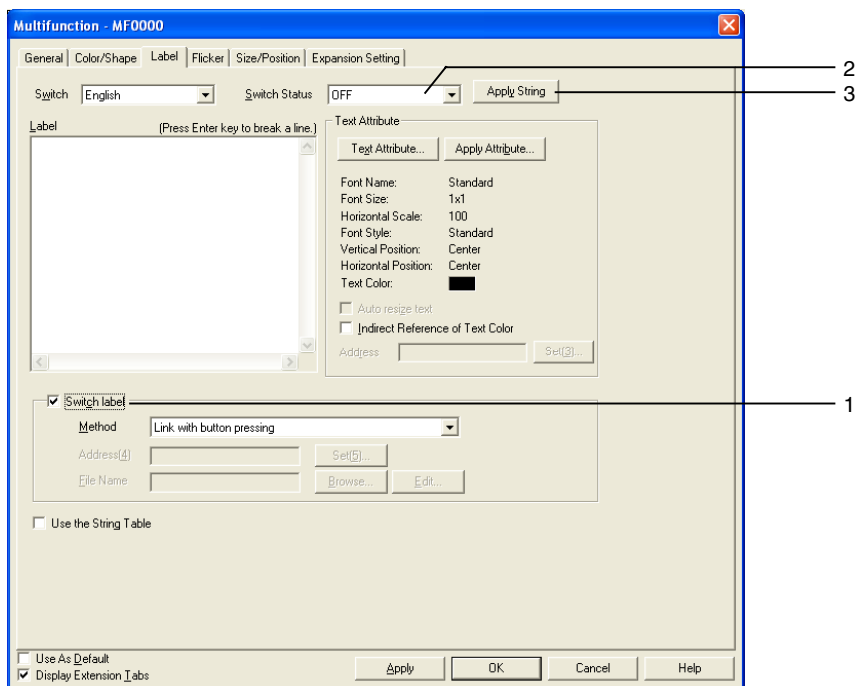 Multifunction - MF0000
General Color/Shape Label Flicker Size/Position Expansion Setting
2
Switch English Switch Status OFF Apply String
3
Label (Press Enter key to break a line.)
Text Attribute
Text Attribute... Apply Attribute...
Font Name: Standard
Font Size: 1x1
Horizontal Scale: 100
Font Style: Standard
Vertical Position: Center
Horizontal Position: Center
Text Color:
Auto resize text
Indirect Reference of Text Color
Address Set(3)...
Switch label
1
Method Link with button pressing
Address(4) Set(5)...
File Name Browse... Edit...
Use the String Table
Use As Default
Display Extension Tabs
Apply OK Cancel Help